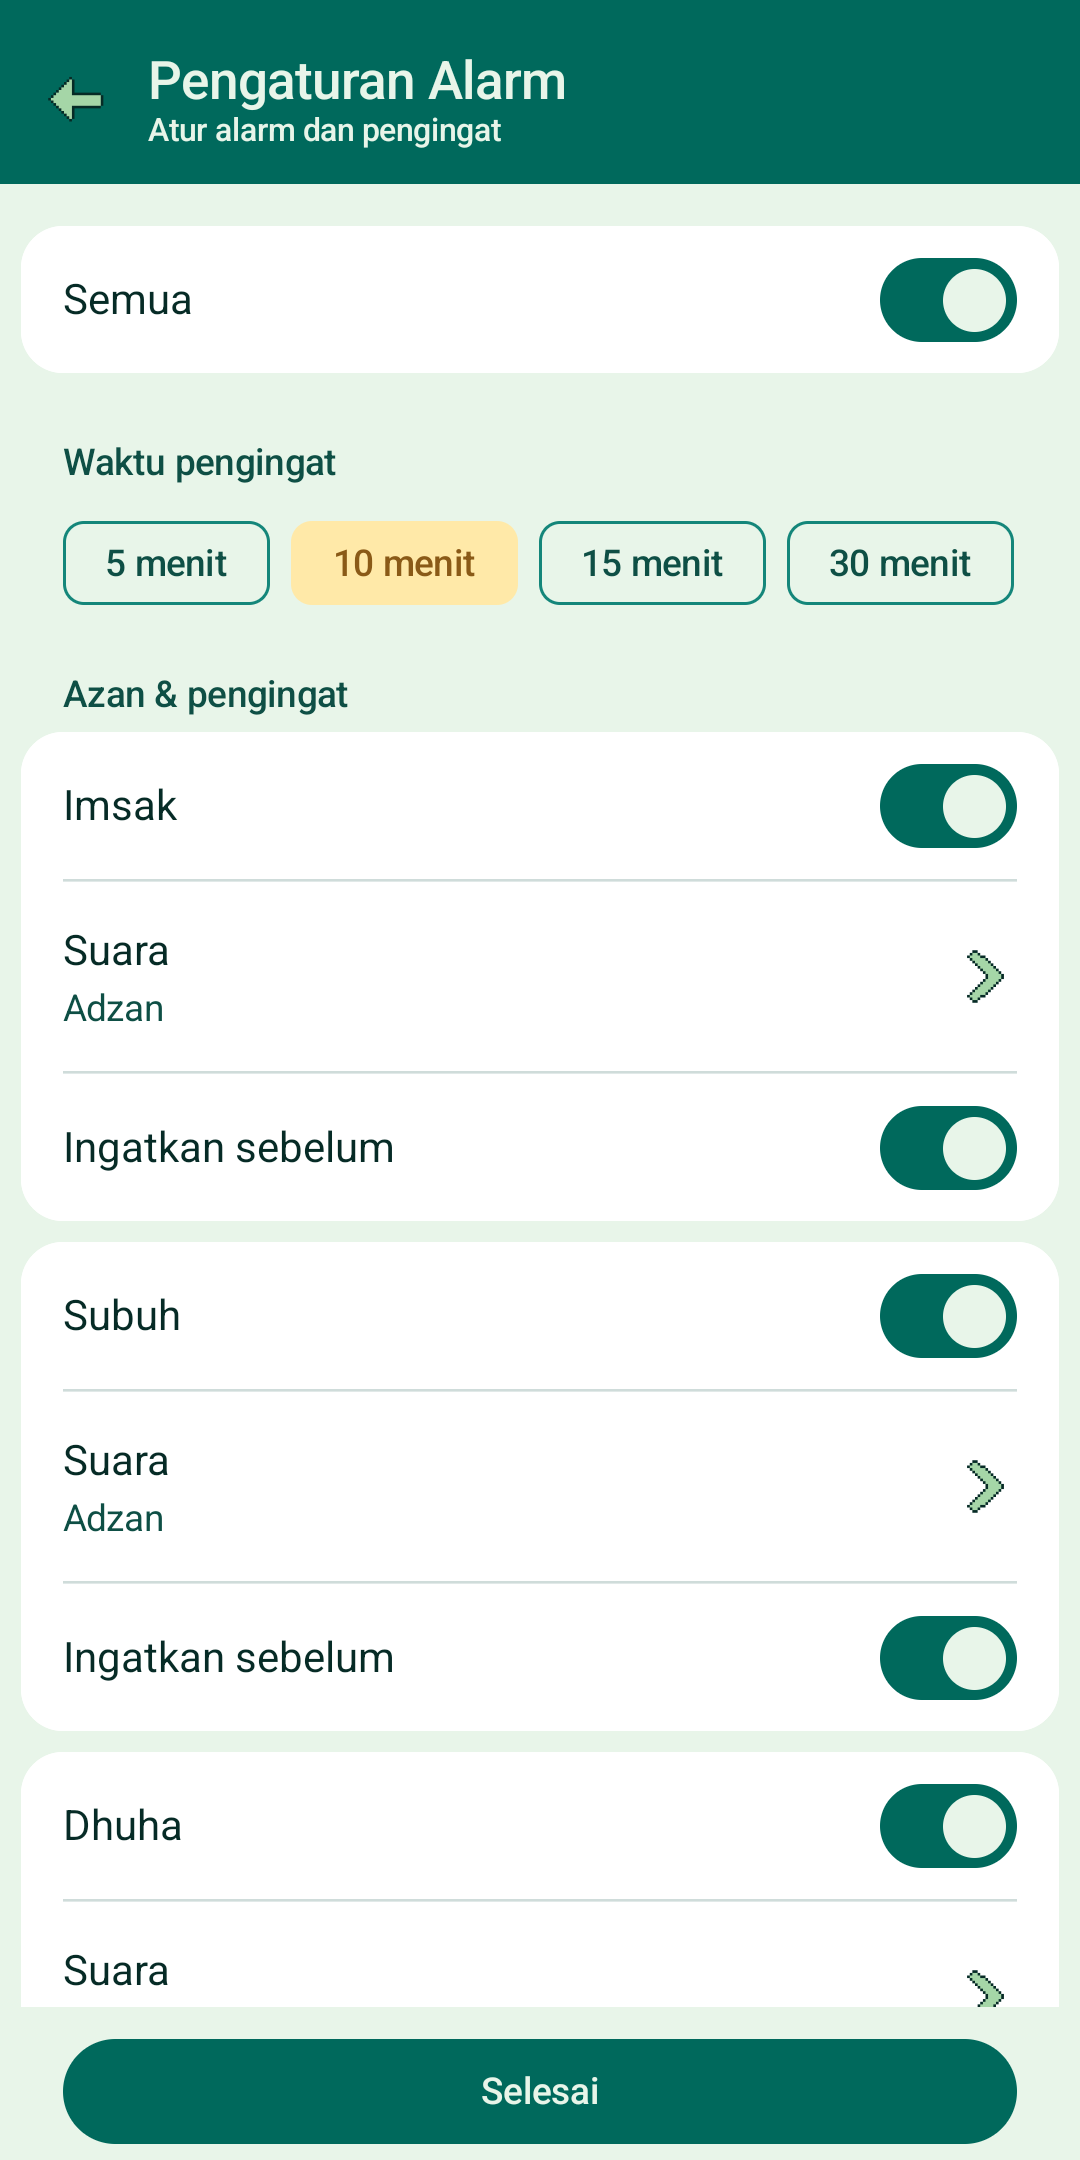 Pengaturan Alarm
Atur alarm dan pengingat
Semua
Waktu pengingat
5 menit
10 menit
15 menit
30 menit
Azan & pengingat
Imsak
Suara
Adzan
Ingatkan sebelum
Subuh
Suara
Adzan
Ingatkan sebelum
Dhuha
Suara
Selesai